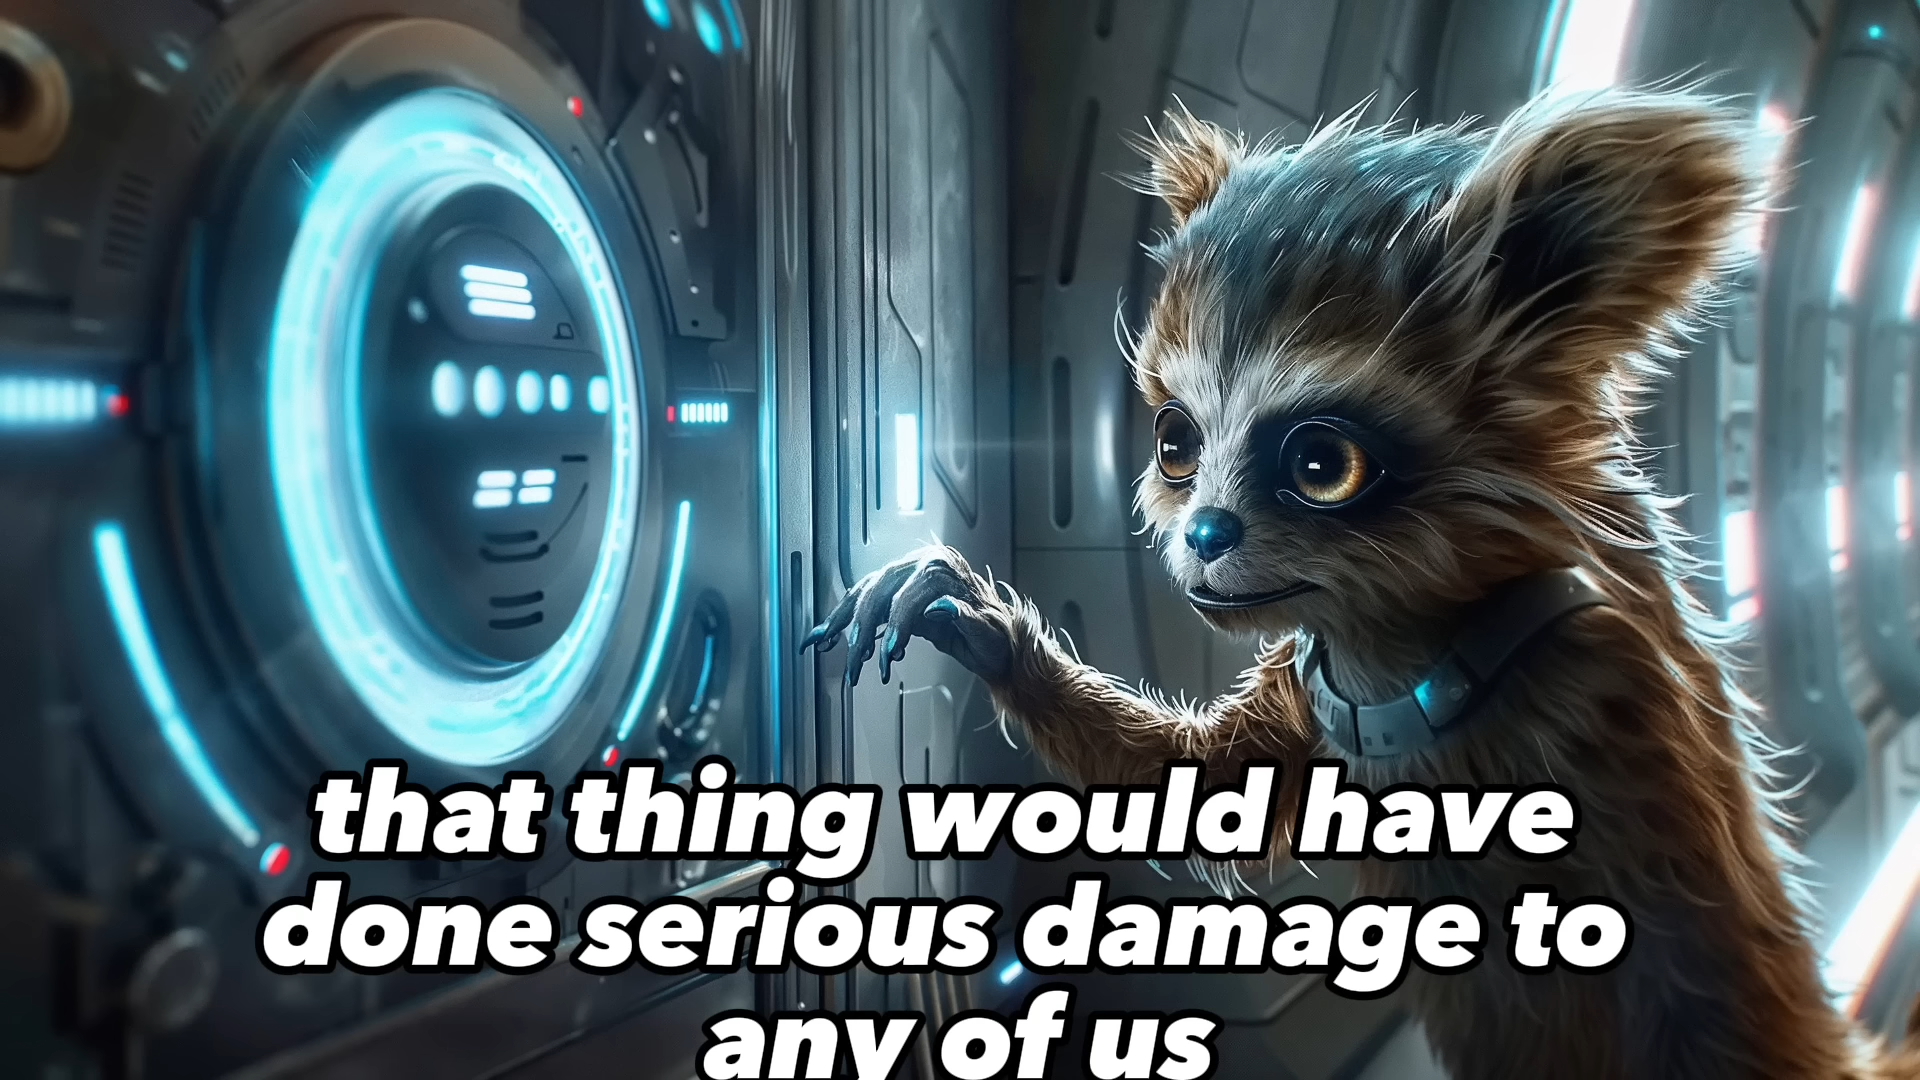 that thing would have
done serious damage to
any of us